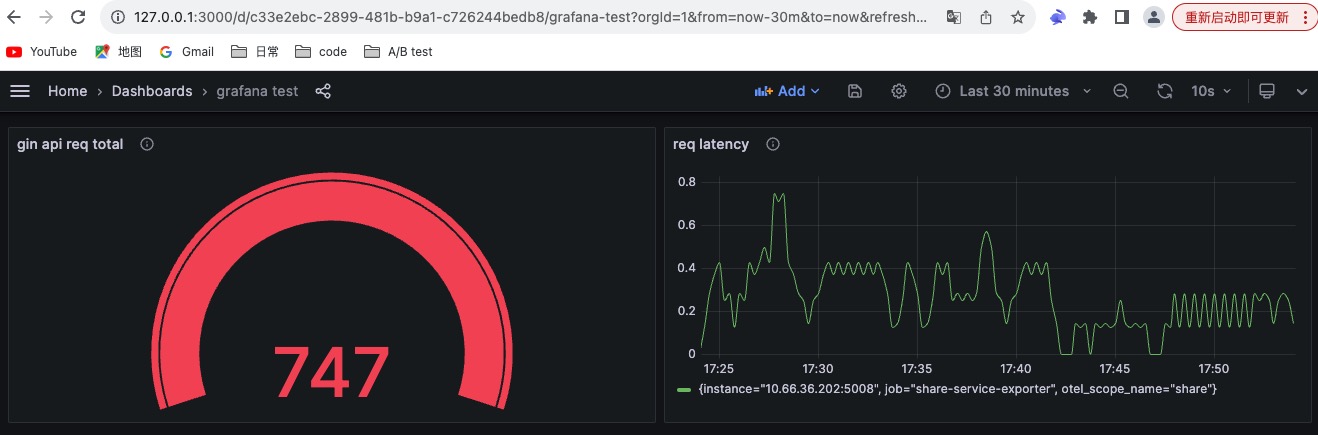 127.0.0.1:3000/d/c33e2ebc-2899-481b-b9a1-c726244bedb8/grafana-test?orgId=1&from=now-30m&to=now&refresh...
重新启动即可更新
YouTube 地图 Gmail 日常 code A/B test
Home > Dashboards > grafana test Add Last 30 minutes 10s
gin api req total
747
req latency
0.8
0.6
0.4
0.2
0
17:25 17:30 17:35 17:40 17:45 17:50
{instance="10.66.36.202:5008", job="share-service-exporter", otel_scope_name="share"}